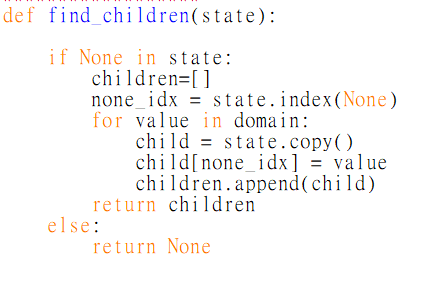 def find_children(state):
    if None in state:
        children=[]
        none_idx = state.index(None)
        for value in domain:
            child = state.copy()
            child[none_idx] = value
            children.append(child)
        return children
    else:
        return None